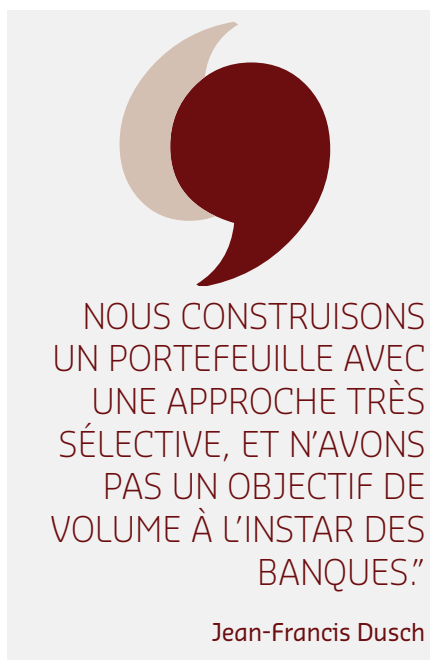 NOUS CONSTRUISONS
UN PORTEFEUILLE AVEC
UNE APPROCHE TRÈS
SÉLECTIVE, ET N’AVONS
PAS UN OBJECTIF DE
VOLUME À L’INSTAR DES
BANQUES.”
Jean-Francis Dusch